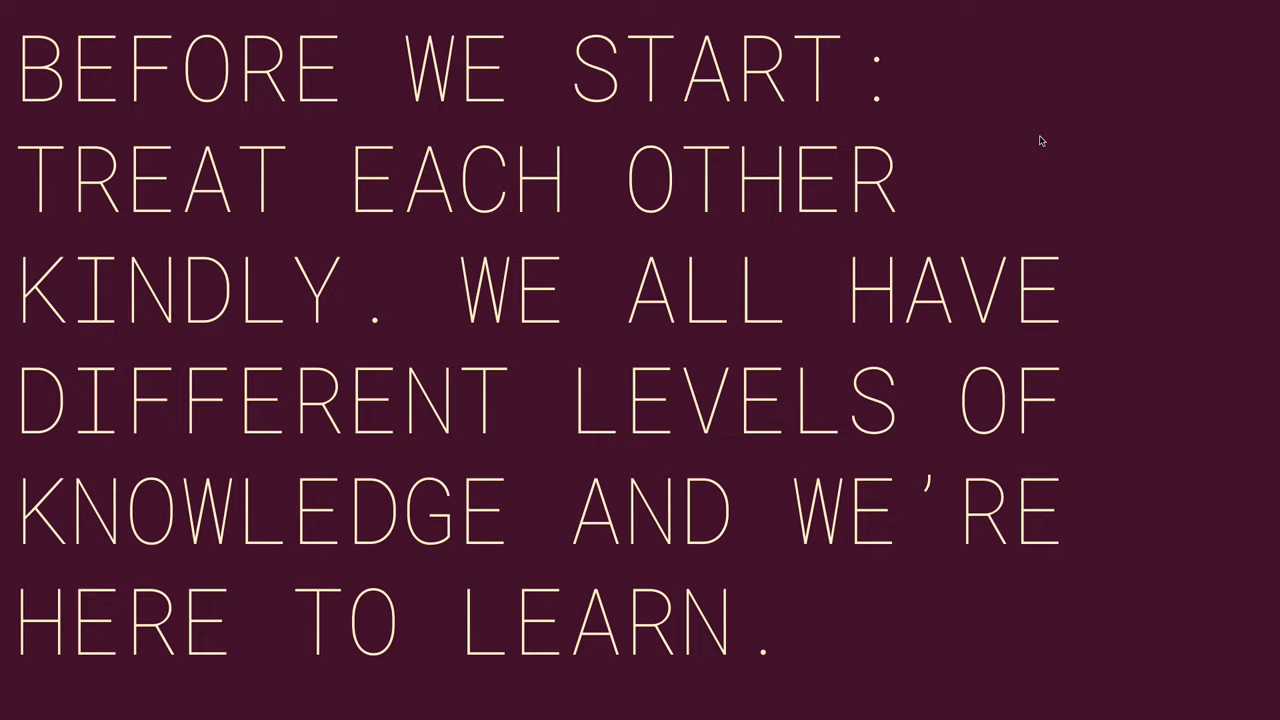 BEFORE WE START:
TREAT EACH OTHER
KINDLY. WE ALL HAVE
DIFFERENT LEVELS OF
KNOWLEDGE AND WE’RE
HERE TO LEARN.